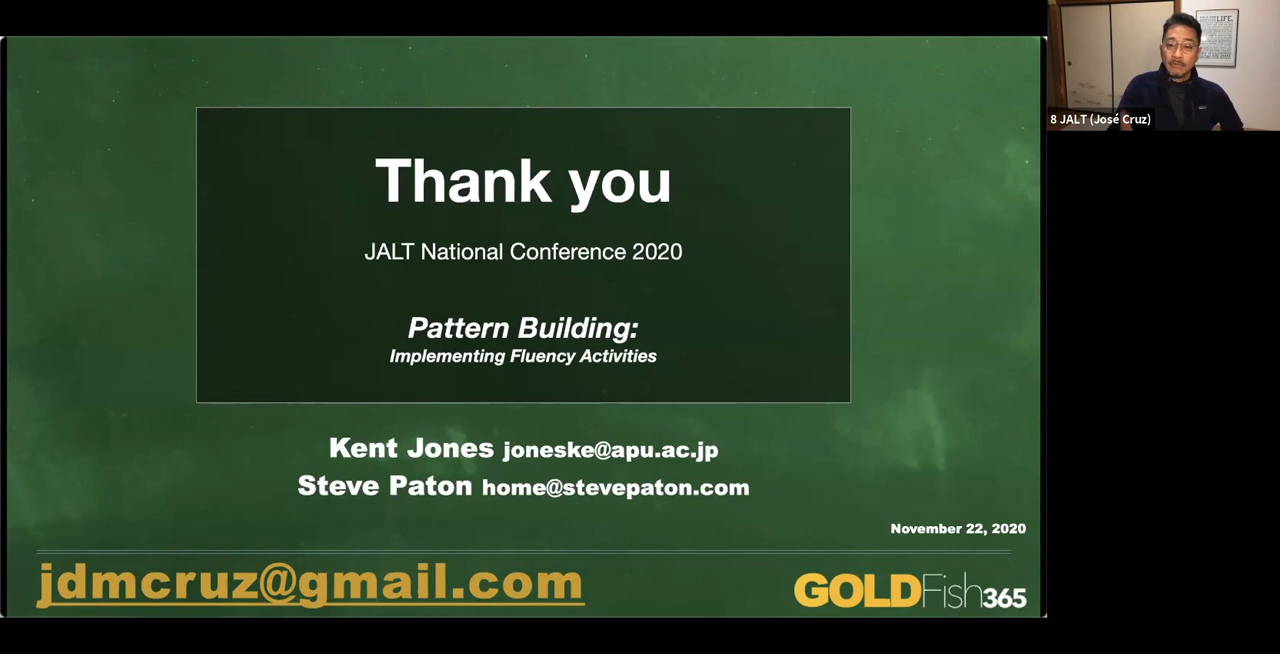 Thank you
JALT National Conference 2020
Pattern Building:
Implementing Fluency Activities
Kent Jones joneske@apu.ac.jp
Steve Paton home@stevepaton.com
November 22, 2020
jdmcruz@gmail.com
GOLDFish365
LIFE.
8 JALT (José Cruz)